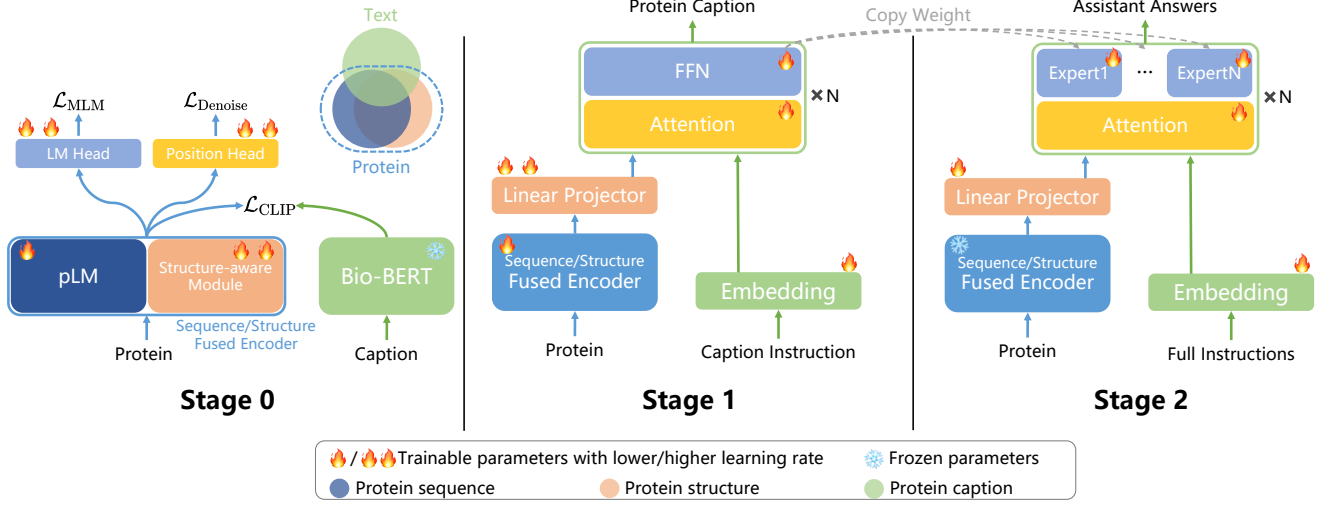 Text
Protein
ℒMLM
ℒDenoise
LM Head
Position Head
ℒCLIP
pLM
Structure-aware
Module
Bio-BERT
Sequence/Structure
Fused Encoder
Protein
Caption
Stage 0
Protein Caption
FFN
Attention
×N
Linear Projector
Sequence/Structure
Fused Encoder
Embedding
Protein
Caption Instruction
Stage 1
Copy Weight
Assistant Answers
Expert1
...
ExpertN
Attention
×N
Linear Projector
Sequence/Structure
Fused Encoder
Embedding
Protein
Full Instructions
Stage 2
/ Trainable parameters with lower/higher learning rate
Frozen parameters
Protein sequence
Protein structure
Protein caption